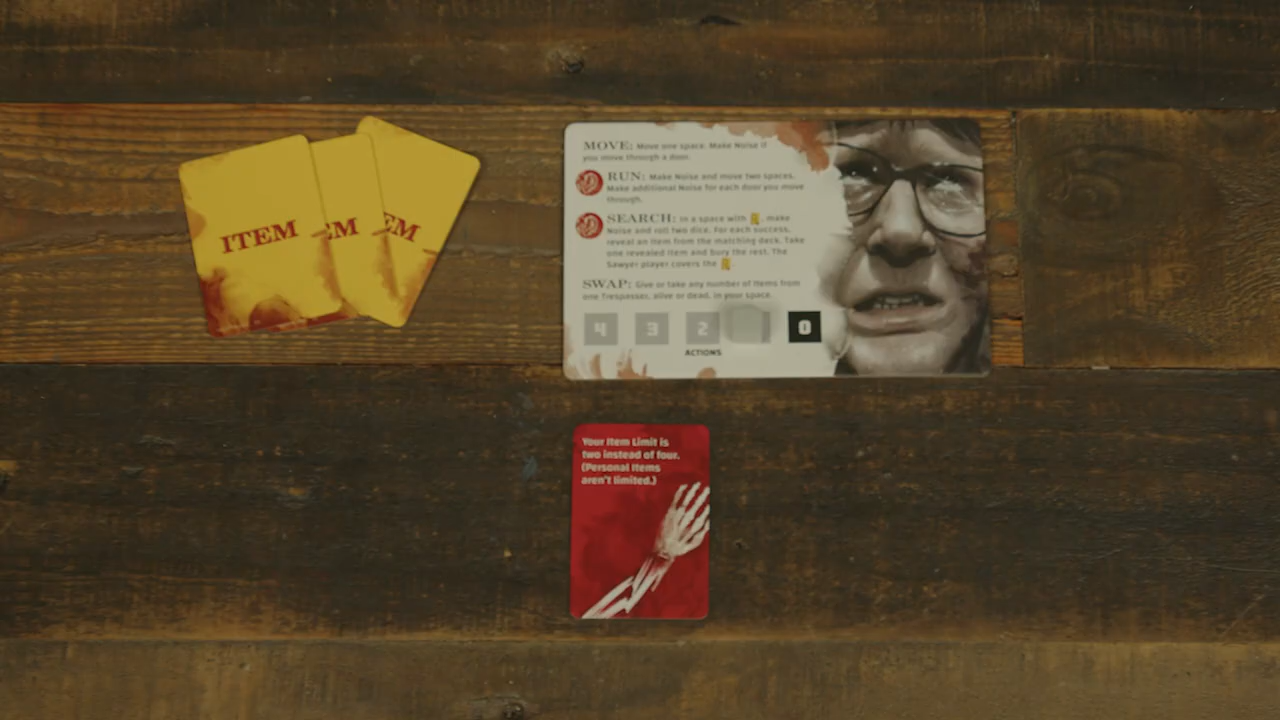 ITEM
EM
EM
MOVE: Move one space. Make Noise if
you move through a door.
RUN: Make Noise and move two spaces.
Make additional Noise for each door you move
through.
SEARCH: In a space with , make
Noise and roll two dice. For each success,
reveal an item from the matching deck. Take
one revealed item and bury the rest. The
Sawyer player covers the .
SWAP: Give or take any number of items from
one Trespasser, alive or dead, in your space.
4 3 2 0
ACTIONS
Your Item Limit is
two instead of four.
(Personal Items
aren't limited.)